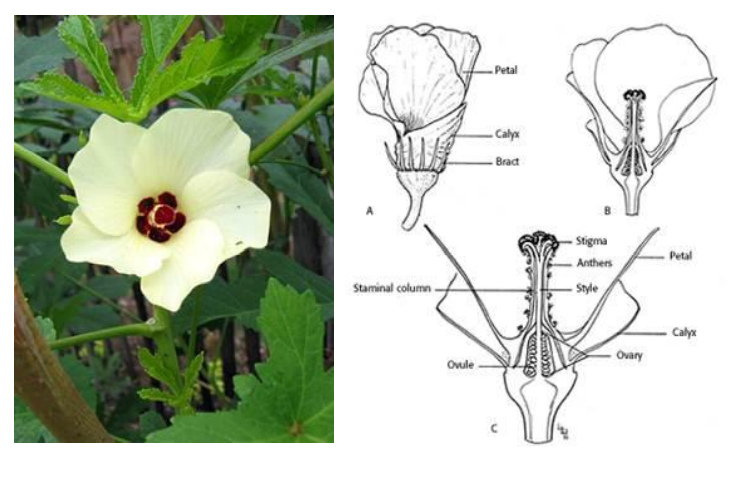 Petal
Calyx
Bract
A
B
Stigma
Anthers
Petal
Staminal column
Style
Calyx
Ovary
Ovule
C